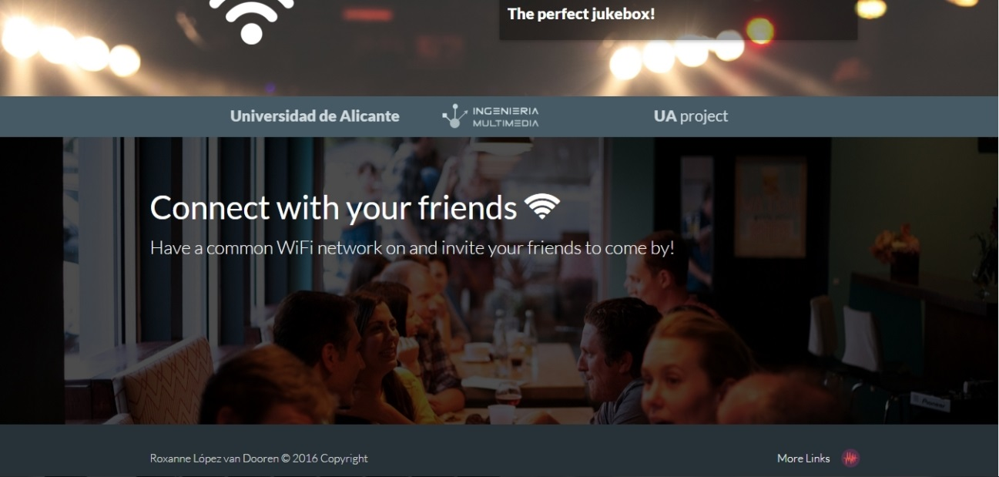 The perfect jukebox!
Universidad de Alicante
INGENIERIA
MULTIMEDIA
UA project
Connect with your friends
Have a common WiFi network on and invite your friends to come by!
Pioneer
Roxanne López van Dooren © 2016 Copyright
More Links